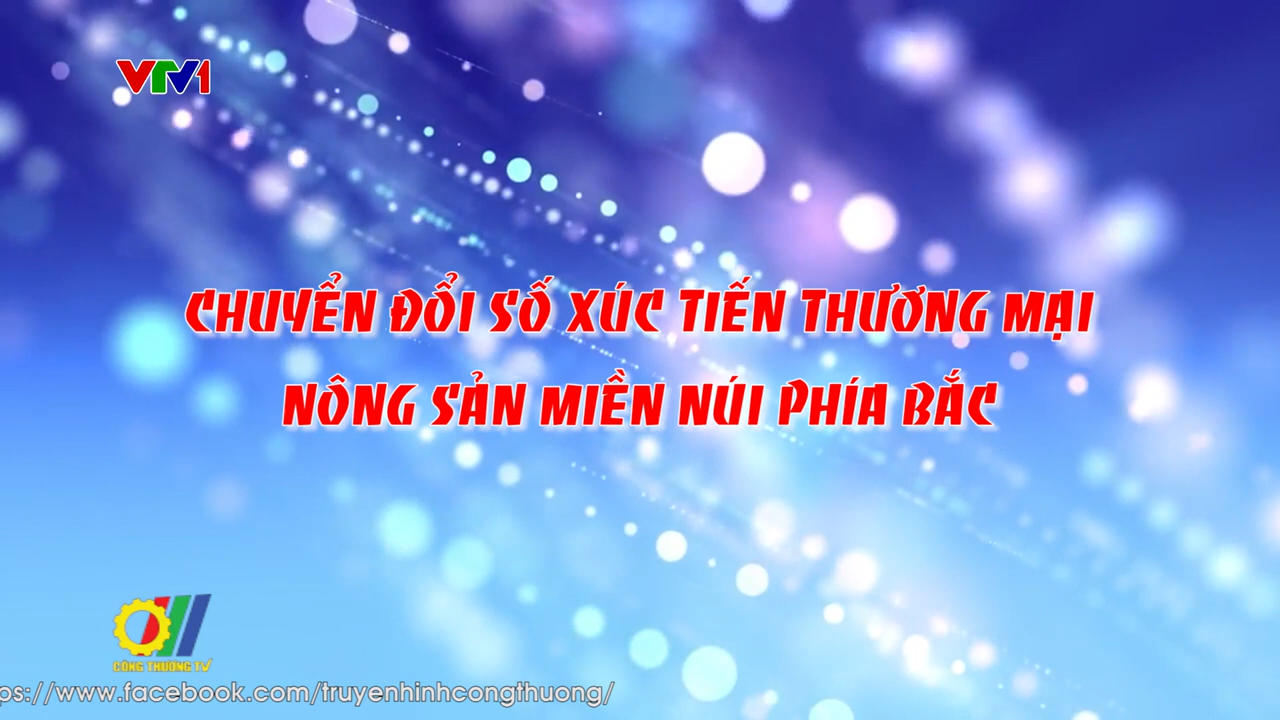 VTV1
CHUYỂN ĐỔI SỐ XÚC TIẾN THƯƠNG MẠI
NÔNG SẢN MIỀN NÚI PHÍA BẮC
CÔNG THƯƠNG TV
ps://www.facebook.com/truyenhinhcongthuong/